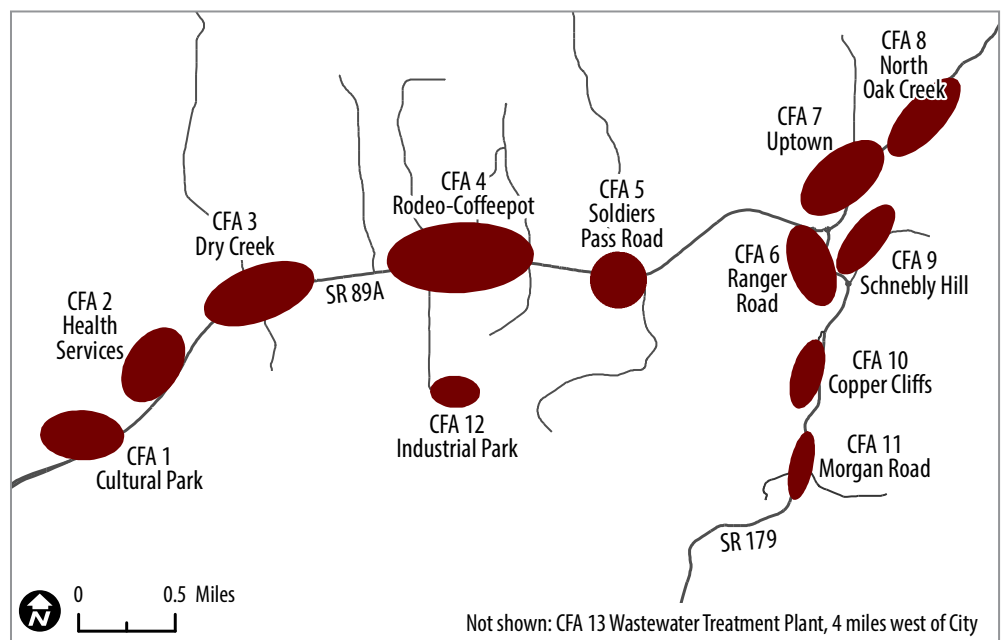 CFA 8
North
Oak Creek
CFA 7
Uptown
CFA 4
Rodeo-Coffeepot
CFA 5
Soldiers
Pass Road
CFA 3
Dry Creek
CFA 6
Ranger
Road
CFA 9
Schnebly Hill
SR 89A
CFA 2
Health
Services
CFA 10
Copper Cliffs
CFA 12
Industrial Park
CFA 1
Cultural Park
CFA 11
Morgan Road
SR 179
N
0 0.5 Miles
Not shown: CFA 13 Wastewater Treatment Plant, 4 miles west of City